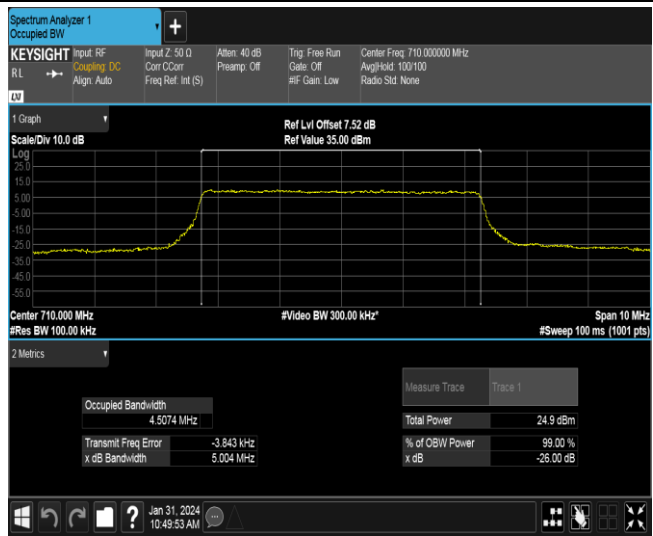 Spectrum Analyzer 1
Occupied BW
KEYSIGHT Input: RF Input Z: 50 Ω Atten: 40 dB Trig: Free Run Center Freq: 710.000000 MHz
RL Coupling: DC Corr CCorr Preamp: Off Gate: Off Avg|Hold: 100/100
Align: Auto Freq Ref: Int (S) #IF Gain: Low Radio Std: None
LXI
1 Graph
Ref Lvl Offset 7.52 dB
Scale/Div 10.0 dB Ref Value 35.00 dBm
Log
25.0
15.0
5.00
-5.00
-15.0
-25.0
-35.0
-45.0
-55.0
Center 710.000 MHz #Video BW 300.00 kHz* Span 10 MHz
#Res BW 100.00 kHz #Sweep 100 ms (1001 pts)
2 Metrics
Measure Trace Trace 1
Occupied Bandwidth
4.5074 MHz
Total Power 24.9 dBm
Transmit Freq Error -3.843 kHz % of OBW Power 99.00 %
x dB Bandwidth 5.004 MHz x dB -26.00 dB
? Jan 31, 2024
10:49:53 AM